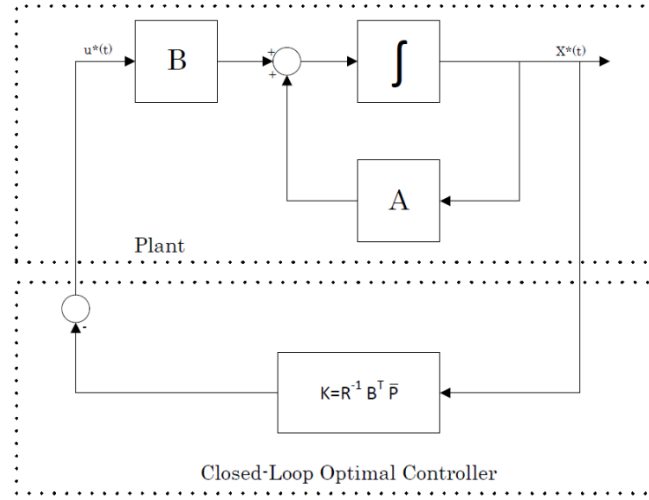 u*(t)
B
+
+
∫
X*(t)
A
Plant
-
K=R⁻¹ Bᵀ P̅
Closed-Loop Optimal Controller